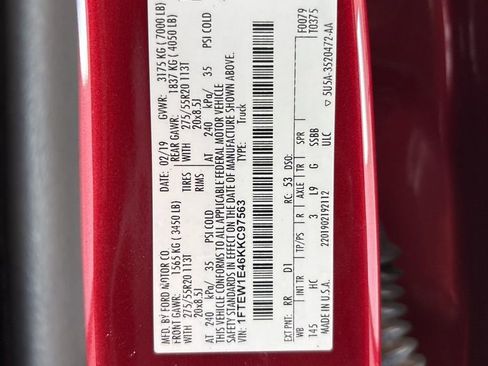 MFD. BY FORD MOTOR CO.
DATE: 02/19 GVWR: 3175 KG ( 7000 LB)
FRONT GAWR: 1565 KG ( 3450 LB) REAR GAWR: 1837 KG ( 4050 LB)
WITH 275/55R20 113T TIRES WITH 275/55R20 113T
20x8.5J RIMS 20x8.5J
AT 240 kPa/ 35 PSI COLD AT 240 kPa/ 35 PSI COLD
THIS VEHICLE CONFORMS TO ALL APPLICABLE FEDERAL MOTOR VEHICLE
SAFETY STANDARDS IN EFFECT ON THE DATE OF MANUFACTURE SHOWN ABOVE.
VIN: 1FTEW1E46KKC97563 TYPE: Truck
F0079
T0375
EXT PNT: RR D1 RC: 53 DSO:
WB INT TR TP/PS R AXLE TR SPR
145 HC 3 L9 G SSBB
ULC
2201902192112
MADE IN U.S.A. ▽ 5U5A-3520472-AA